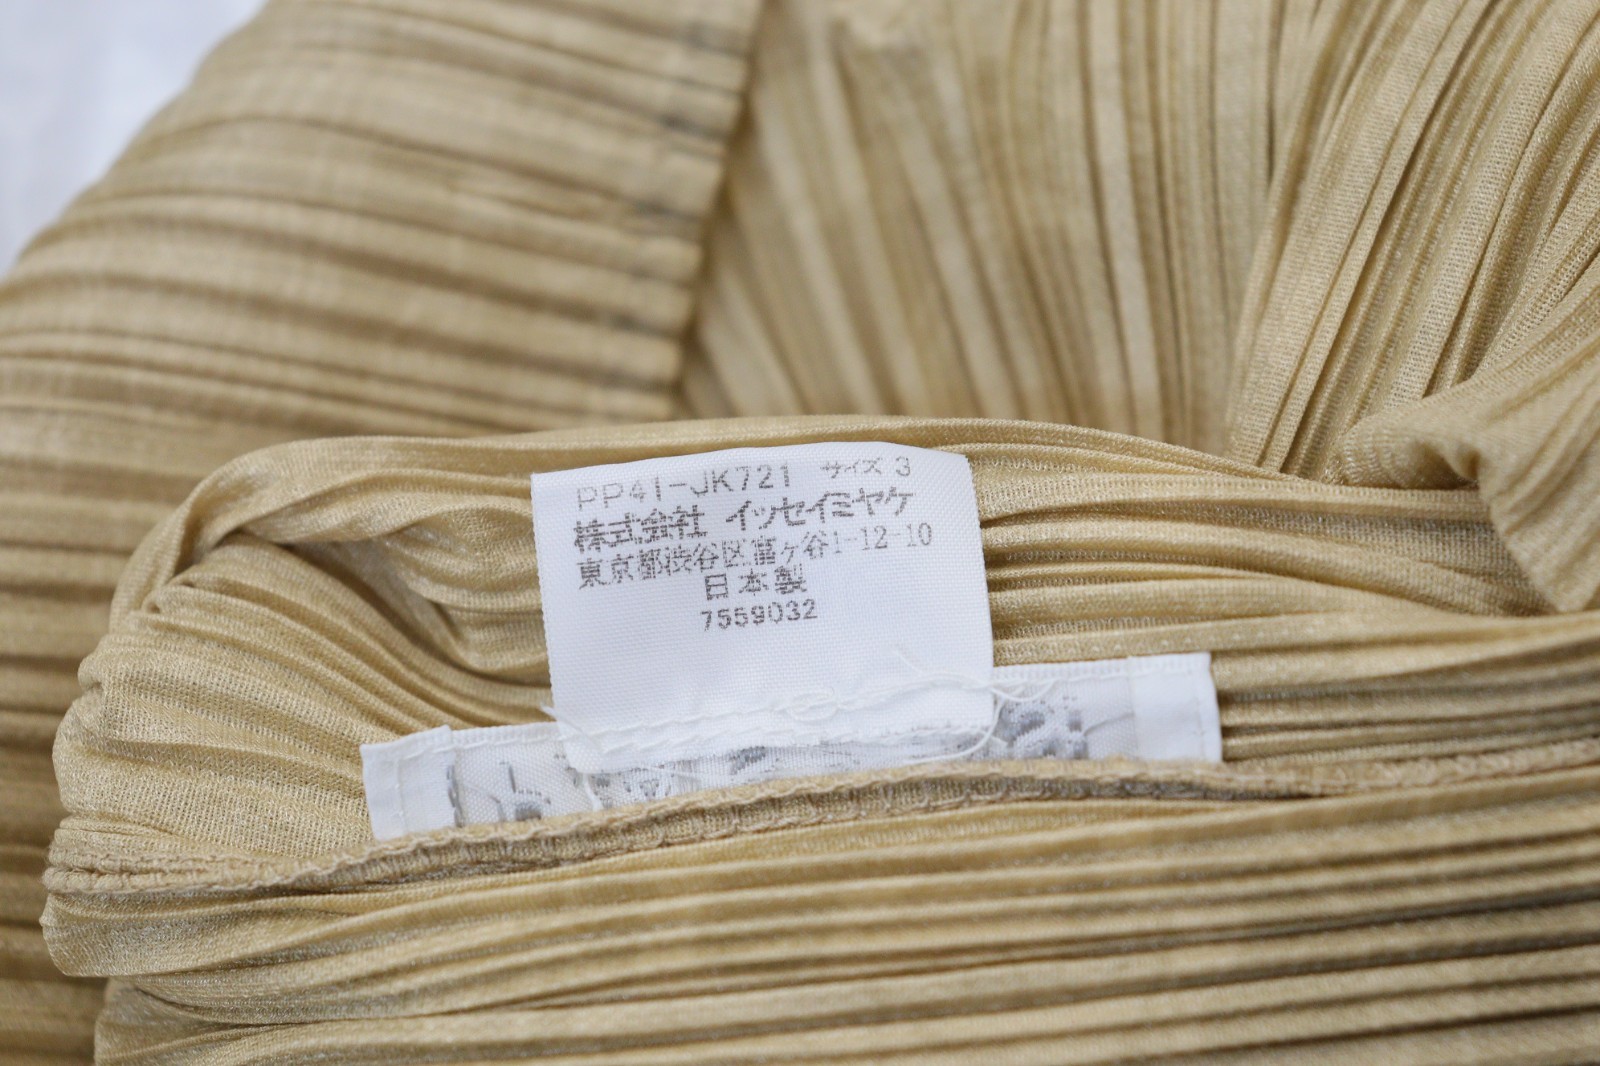 PP41-JK721 サイズ 3
株式会社 イッセイミヤケ
東京都渋谷区富ヶ谷1-12-10
日本製
7559032